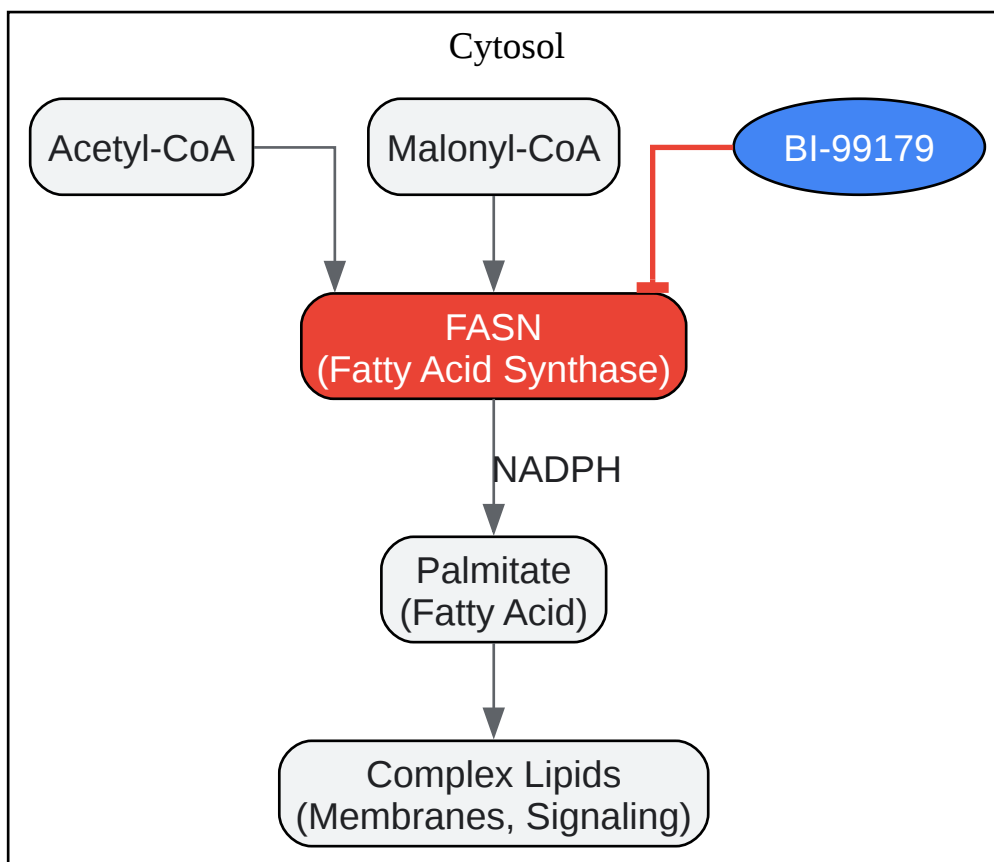 Cytosol
Acetyl-CoA
Malonyl-CoA
BI-99179
FASN
(Fatty Acid Synthase)
NADPH
Palmitate
(Fatty Acid)
Complex Lipids
(Membranes, Signaling)